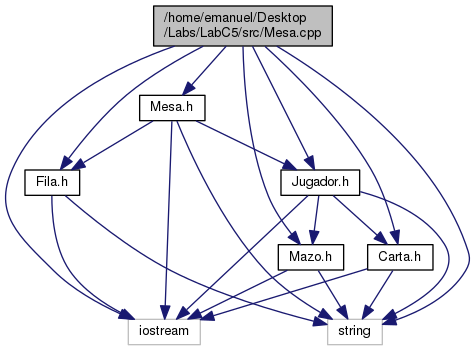 /home/emanuel/Desktop
/Labs/LabC5/src/Mesa.cpp
Mesa.h
Fila.h
Jugador.h
Mazo.h
Carta.h
iostream
string